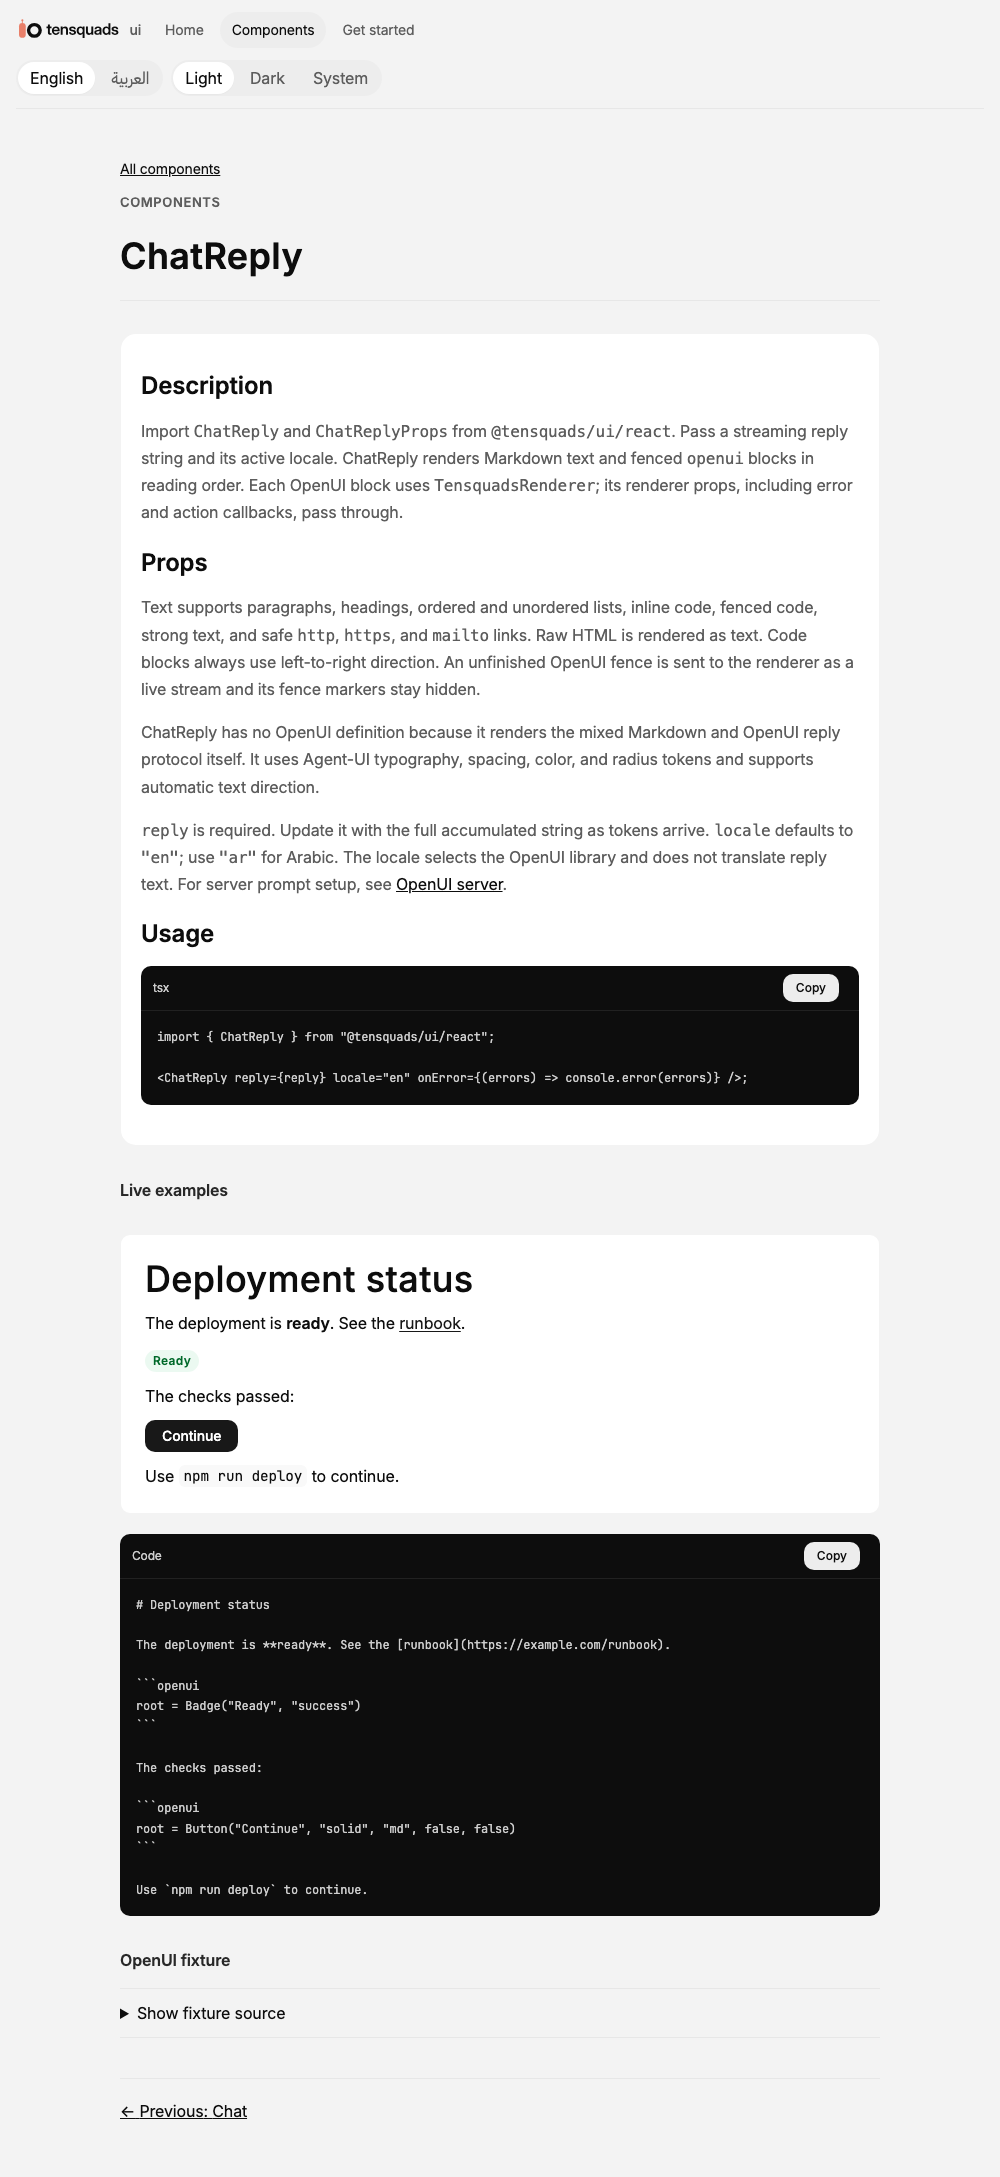 tensquads ui Home Components Get started
English العربية Light Dark System
All components
COMPONENTS
ChatReply
Description
Import ChatReply and ChatReplyProps from @tensquads/ui/react. Pass a streaming reply
string and its active locale. ChatReply renders Markdown text and fenced openui blocks in
reading order. Each OpenUI block uses TensquadsRenderer; its renderer props, including error
and action callbacks, pass through.
Props
Text supports paragraphs, headings, ordered and unordered lists, inline code, fenced code,
strong text, and safe http, https, and mailto links. Raw HTML is rendered as text. Code
blocks always use left-to-right direction. An unfinished OpenUI fence is sent to the renderer as a
live stream and its fence markers stay hidden.
ChatReply has no OpenUI definition because it renders the mixed Markdown and OpenUI reply
protocol itself. It uses Agent-UI typography, spacing, color, and radius tokens and supports
automatic text direction.
reply is required. Update it with the full accumulated string as tokens arrive. locale defaults to
"en"; use "ar" for Arabic. The locale selects the OpenUI library and does not translate reply
text. For server prompt setup, see OpenUI server.
Usage
tsx Copy
import { ChatReply } from "@tensquads/ui/react";
<ChatReply reply={reply} locale="en" onError={(errors) => console.error(errors)} />;
Live examples
Deployment status
The deployment is ready. See the runbook.
Ready
The checks passed:
Continue
Use npm run deploy to continue.
Code Copy
# Deployment status
The deployment is **ready**. See the [runbook](https://example.com/runbook).
```openui
root = Badge("Ready", "success")
```
The checks passed:
```openui
root = Button("Continue", "solid", "md", false, false)
```
Use `npm run deploy` to continue.
OpenUI fixture
▶ Show fixture source
← Previous: Chat